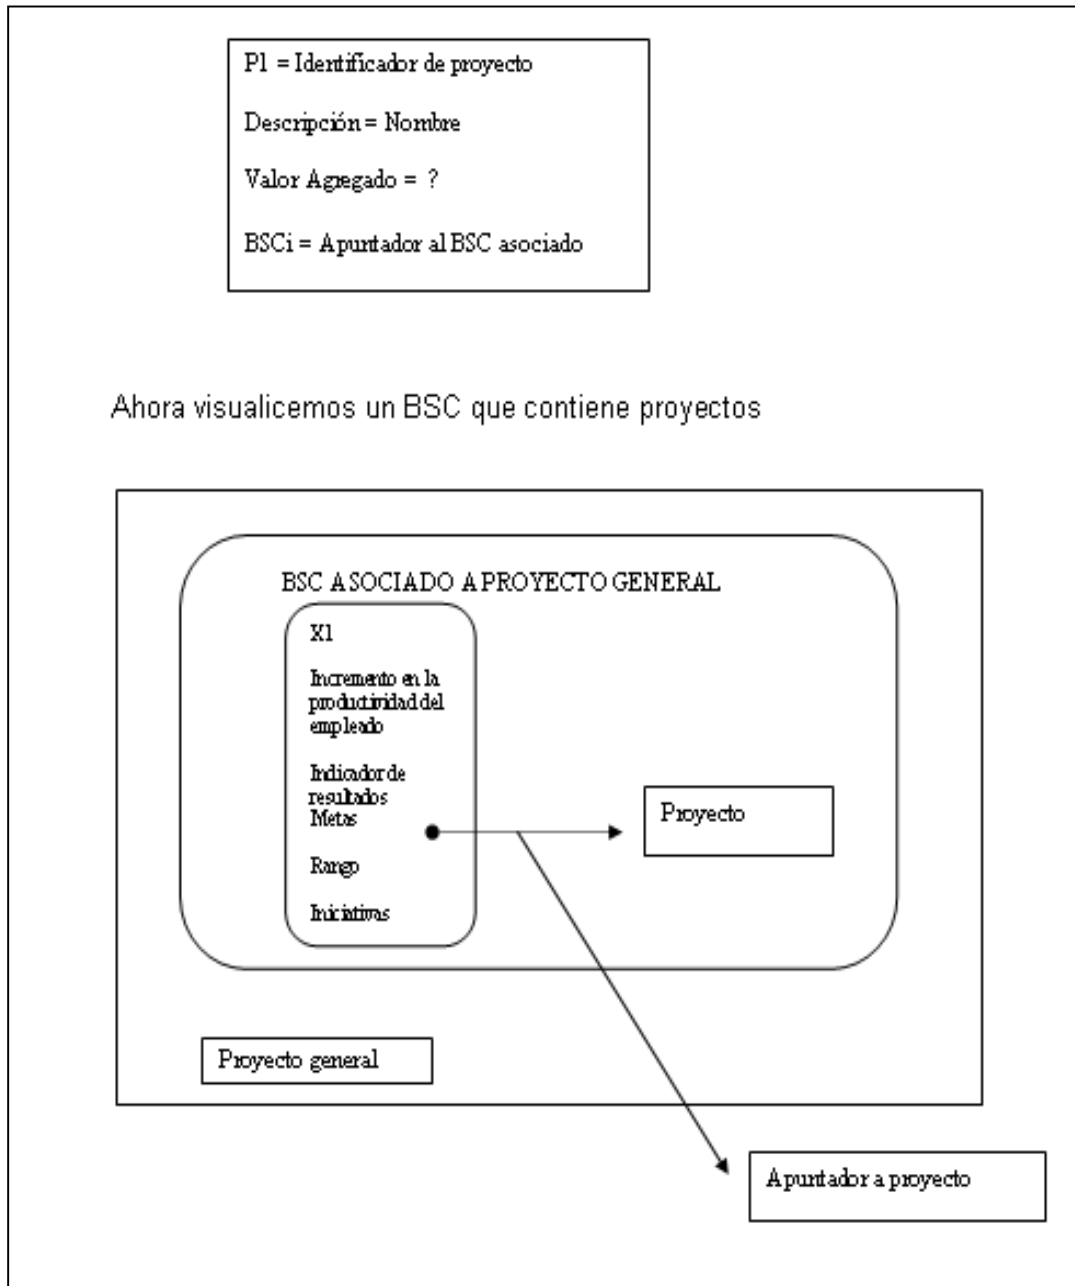 P1 = Identificador de proyecto
Descripción = Nombre
Valor Agregado = ?
BSCi = Apuntador al BSC asociado
Ahora visualicemos un BSC que contiene proyectos
BSC ASOCIADO A PROYECTO GENERAL
X1
Incremento en la
productividad del
empleado
Indicador de
resultados
Metas
Rango
Iniciativas
Proyecto
Proyecto general
Apuntador a proyecto